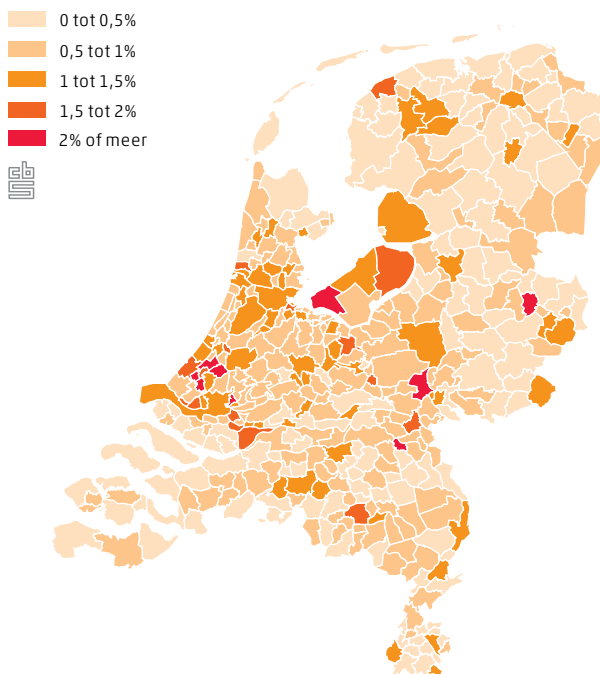 0 tot 0,5%
0,5 tot 1%
1 tot 1,5%
1,5 tot 2%
2% of meer
cbs